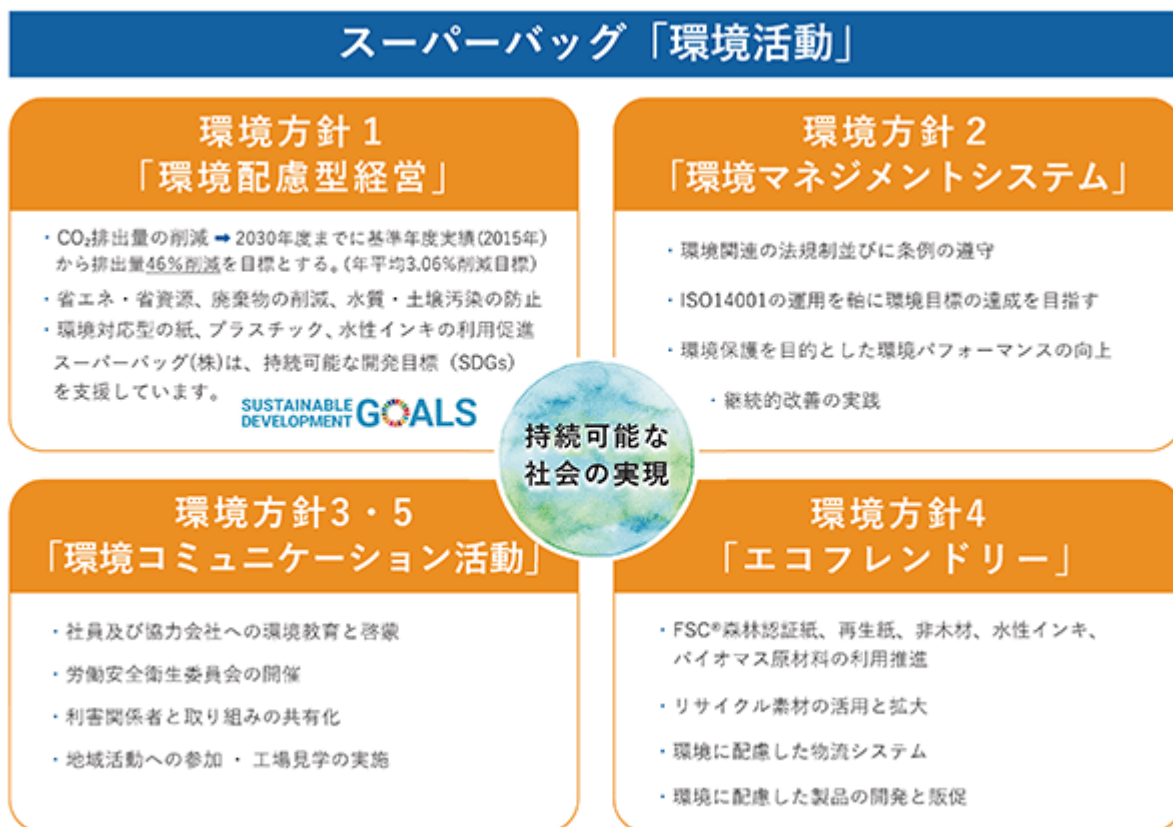 スーパーバッグ「環境活動」
環境方針1
「環境配慮型経営」
・CO₂排出量の削減 ➡ 2030年度までに基準年度実績(2015年)
から排出量46%削減を目標とする。(年平均3.06%削減目標)
・省エネ・省資源、廃棄物の削減、水質・土壌汚染の防止
・環境対応型の紙、プラスチック、水性インキの利用促進
スーパーバッグ(株)は、持続可能な開発目標（SDGs）
を支援しています。
SUSTAINABLE
DEVELOPMENT GOALS
環境方針2
「環境マネジメントシステム」
・環境関連の法規制並びに条例の遵守
・ISO14001の運用を軸に環境目標の達成を目指す
・環境保護を目的とした環境パフォーマンスの向上
・継続的改善の実践
持続可能な
社会の実現
環境方針3・5
「環境コミュニケーション活動」
・社員及び協力会社への環境教育と啓蒙
・労働安全衛生委員会の開催
・利害関係者と取り組みの共有化
・地域活動への参加 ・ 工場見学の実施
環境方針4
「エコフレンドリー」
・FSC®森林認証紙、再生紙、非木材、水性インキ、
バイオマス原材料の利用推進
・リサイクル素材の活用と拡大
・環境に配慮した物流システム
・環境に配慮した製品の開発と販促